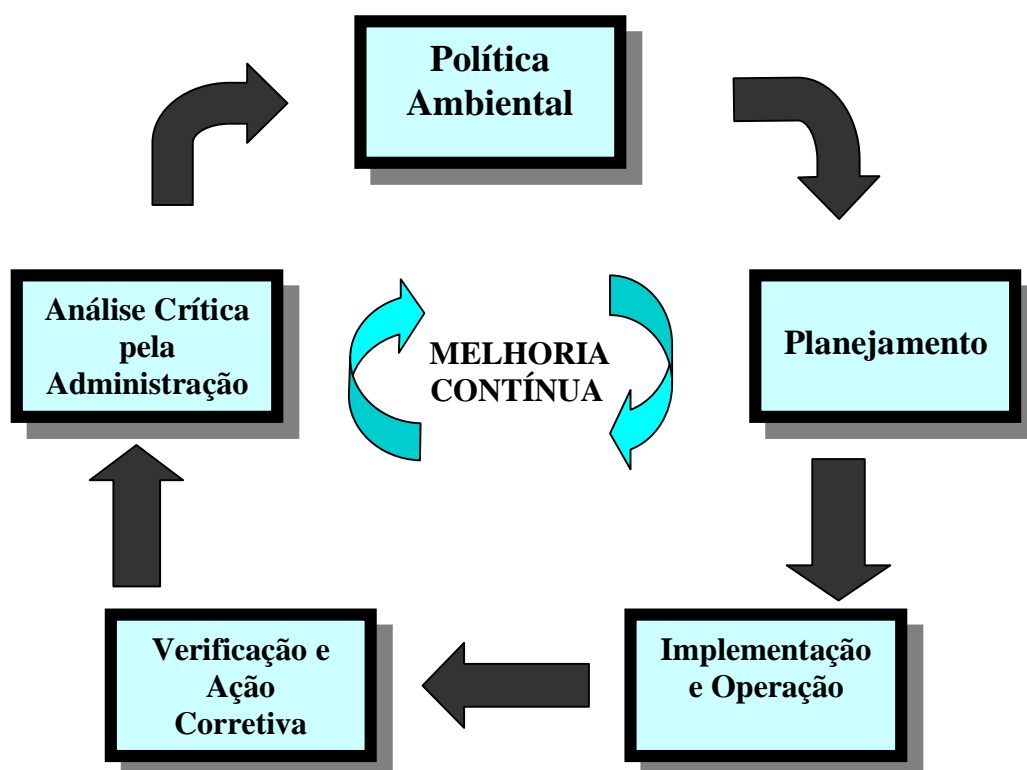 Política
Ambiental
Planejamento
Implementação
e Operação
Verificação e
Ação
Corretiva
Análise Crítica
pela
Administração
MELHORIA
CONTÍNUA